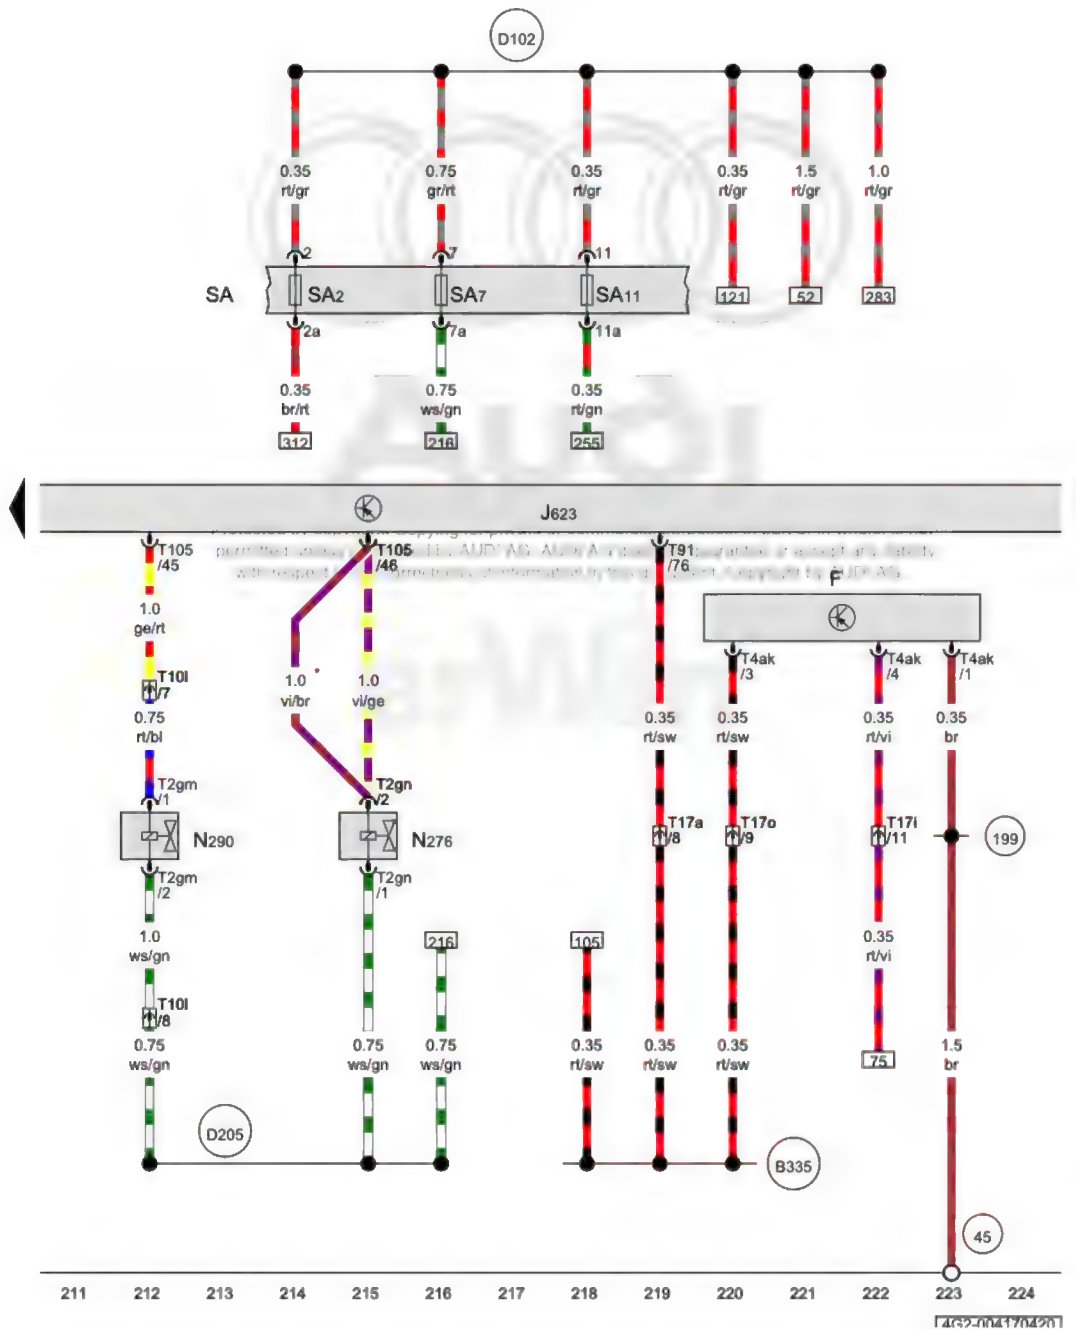 D102
0.35 0.75 0.35 0.35 1.5 1.0
rt/gr gr/rt rt/gr rt/gr rt/gr rt/gr
2 7 11
SA SA2 SA7 SA11 121 52 283
2a 7a 11a
0.35 0.75 0.35
br/rt ws/gn rt/gn
312 216 255
Audi
J623
T105 T105 T91
/45 /46 /76
F
1.0
ge/rt
T4ak T4ak T4ak
/3 /4 /1
T10l
/7
1.0 1.0
vi/br vi/ge
*
0.75 0.35 0.35 0.35 0.35
rt/bl rt/sw rt/sw rt/vi br
T2gm T2gn
/1 /2
N290 N276
T17a T17o T17i
/8 /9 /11
199
T2gm T2gn
/2 /1
1.0 216 105 0.35
ws/gn rt/vi
T10l
/8
0.75 0.75 0.75 0.35 0.35 0.35 75 1.5
ws/gn ws/gn ws/gn rt/sw rt/sw rt/sw br
D205
B335
45
211 212 213 214 215 216 217 218 219 220 221 222 223 224
4G2-004170420